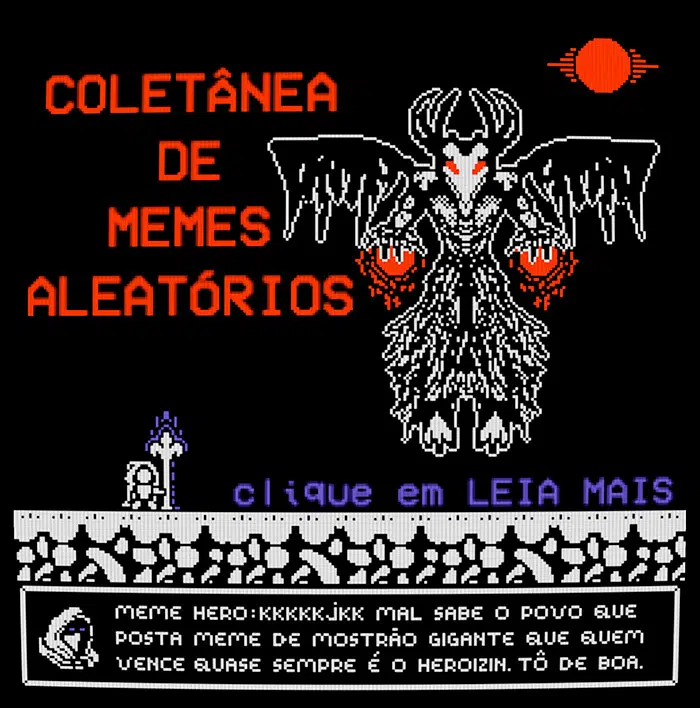 COLETÂNEA
DE
MEMES
ALEATÓRIOS
clique em LEIA MAIS
MEME HERO:KKKKKJKK MAL SABE O POVO QUE
POSTA MEME DE MOSTRÃO GIGANTE QUE QUEM
VENCE QUASE SEMPRE É O HEROIZIN. TÔ DE BOA.